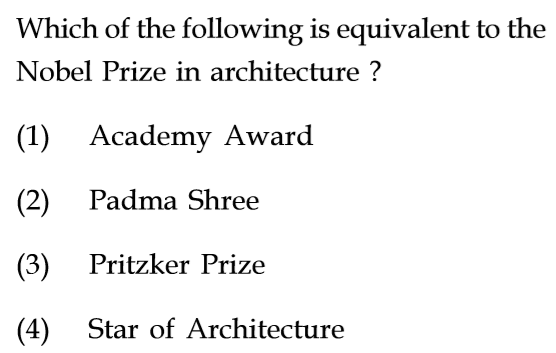 Which of the following is equivalent to the
Nobel Prize in architecture ?
(1) Academy Award
(2) Padma Shree
(3) Pritzker Prize
(4) Star of Architecture